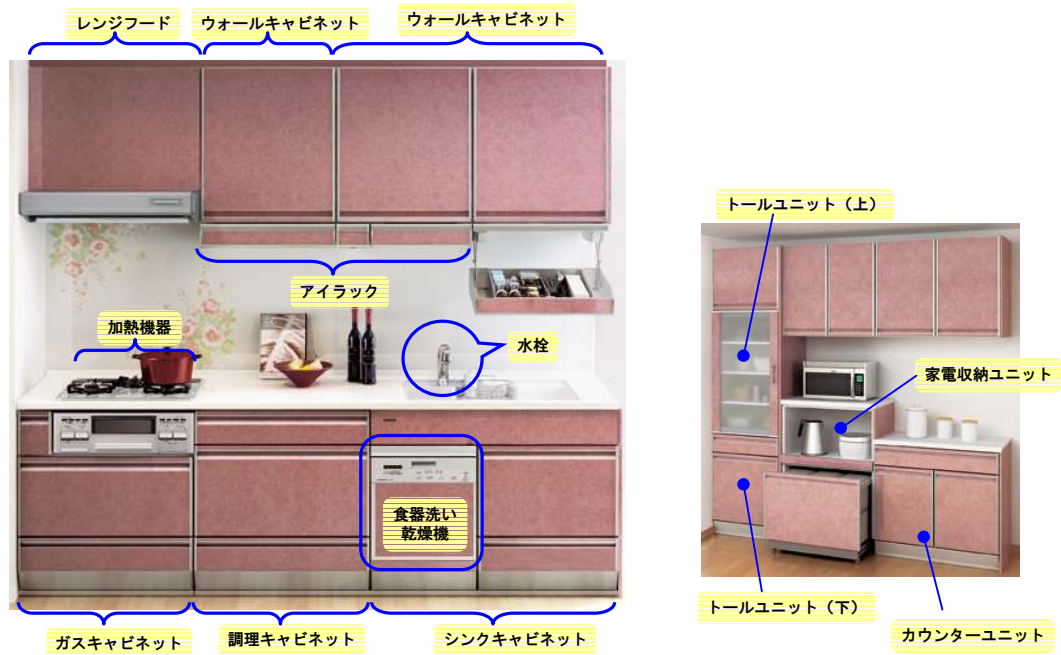 レンジフード
ウォールキャビネット
ウォールキャビネット
アイラック
加熱機器
水栓
食器洗い
乾燥機
ガスキャビネット
調理キャビネット
シンクキャビネット
トールユニット（上）
家電収納ユニット
トールユニット（下）
カウンターユニット